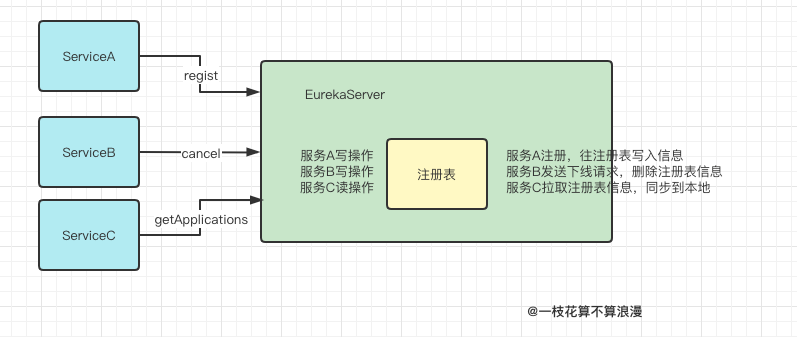 ServiceA
regist
EurekaServer
ServiceB
cancel
服务A写操作
服务B写操作
服务C读操作
注册表
服务A注册，往注册表写入信息
服务B发送下线请求，删除注册表信息
服务C拉取注册表信息，同步到本地
getApplications
ServiceC
@一枝花算不算浪漫